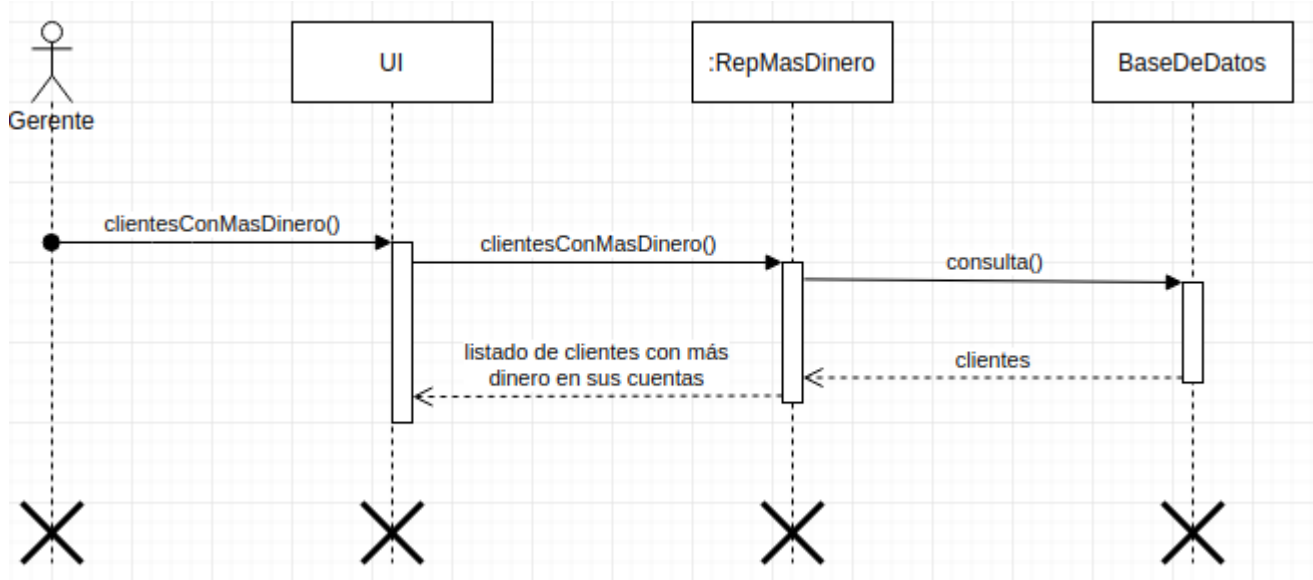 UI
:RepMasDinero
BaseDeDatos
Gerente
clientesConMasDinero()
clientesConMasDinero()
consulta()
listado de clientes con más
dinero en sus cuentas
clientes